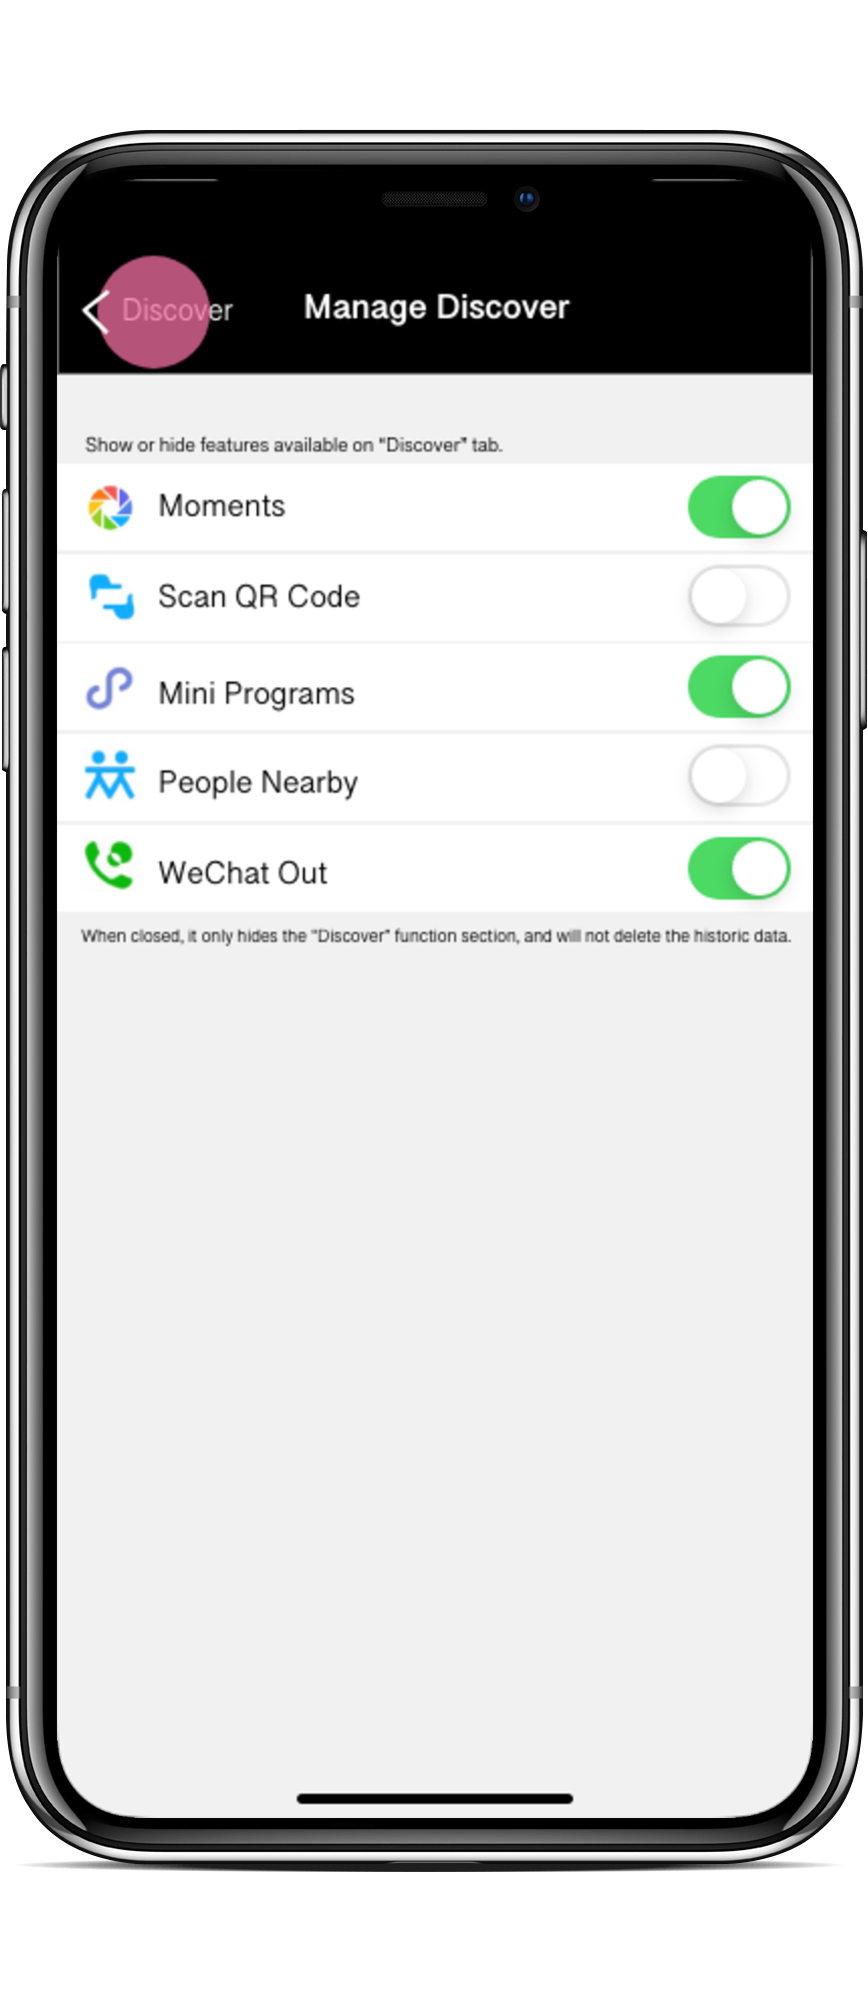 Discover
Manage Discover
Show or hide features available on "Discover" tab.
Moments
Scan QR Code
Mini Programs
People Nearby
WeChat Out
When closed, it only hides the "Discover" function section, and will not delete the historic data.